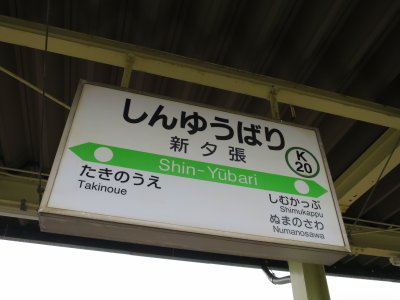 しんゆうばり
新夕張
K
20
Shin-Yūbari
たきのうえ
Takinoue
しむかっぷ
Shimukappu
ぬまのさわ
Numanosawa